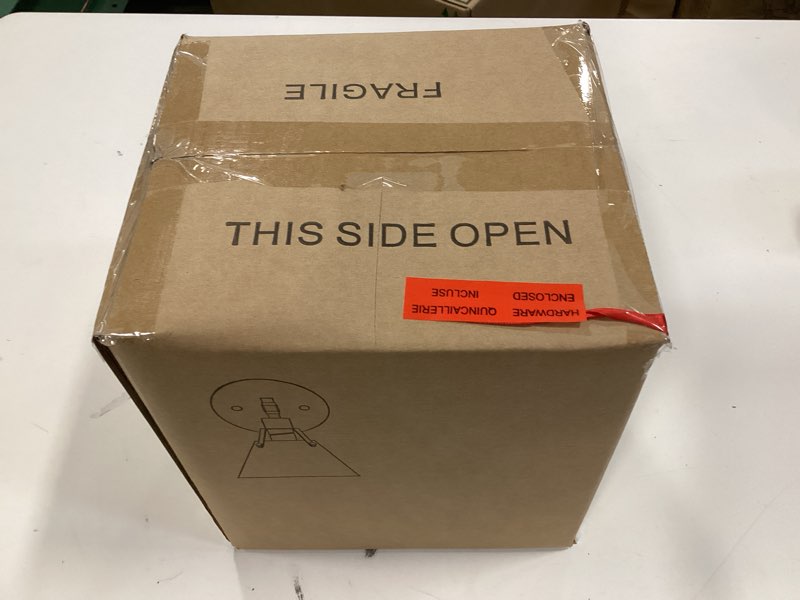 FRAGILE
THIS SIDE OPEN
HARDWARE QUINCAILLERIE
ENCLOSED INCLUSE